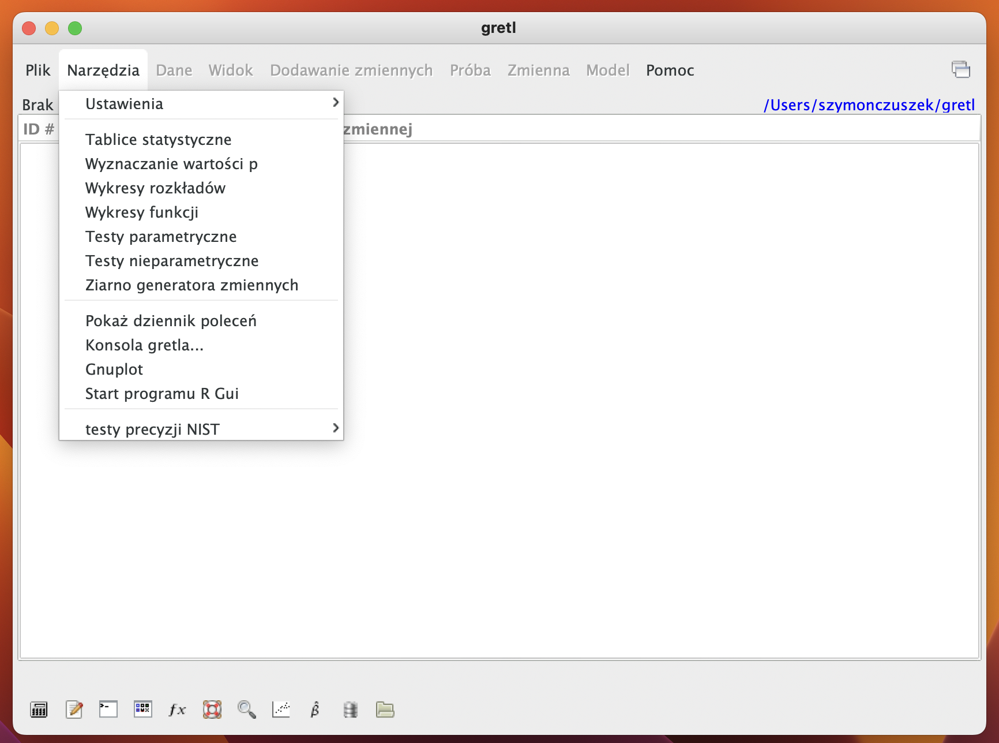 gretl
Plik Narzędzia Dane Widok Dodawanie zmiennych Próba Zmienna Model Pomoc
Brak /Users/szymonczuszek/gretl
ID # zmiennej
Ustawienia
Tablice statystyczne
Wyznaczanie wartości p
Wykresy rozkładów
Wykresy funkcji
Testy parametryczne
Testy nieparametryczne
Ziarno generatora zmiennych
Pokaż dziennik poleceń
Konsola gretla...
Gnuplot
Start programu R Gui
testy precyzji NIST
fx β̂